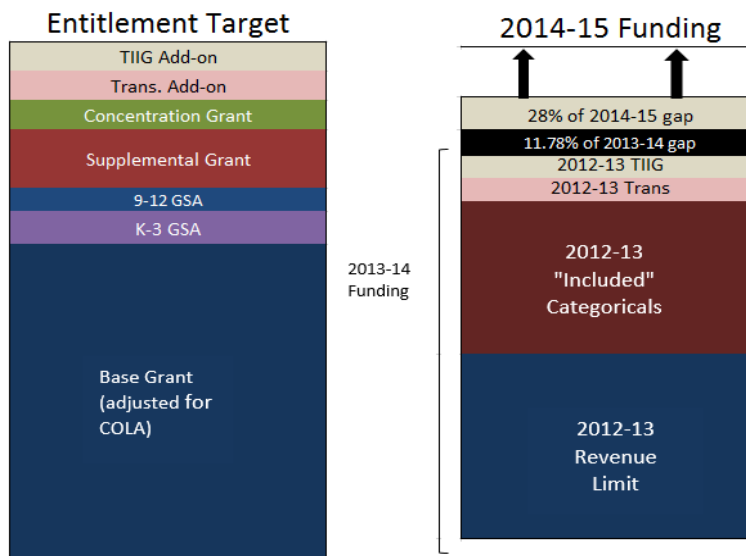 Entitlement Target
TIIG Add-on
Trans. Add-on
Concentration Grant
Supplemental Grant
9-12 GSA
K-3 GSA
Base Grant
(adjusted for
COLA)
2013-14
Funding
2014-15 Funding
28% of 2014-15 gap
11.78% of 2013-14 gap
2012-13 TIIG
2012-13 Trans
2012-13
"Included"
Categoricals
2012-13
Revenue
Limit